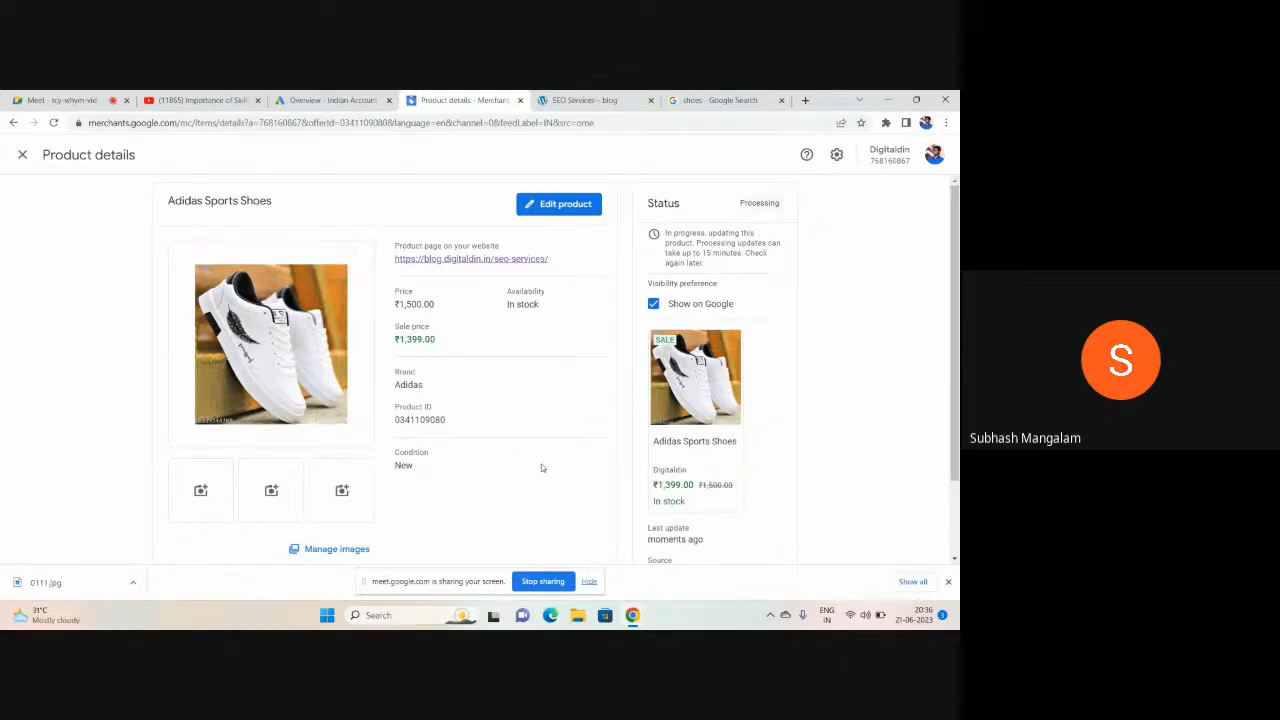 Meet - tcy-whym-vid
(11865) Importance of Skil
Overview - Indian Account
Product details - Merchant
SEO Services – blog
shoes - Google Search
merchants.google.com/mc/items/details?a=768160867&offerId=0341109080&language=en&channel=0&feedLabel=IN&src=ome
Product details
Digitaldin
768160867
Adidas Sports Shoes
Edit product
Product page on your website
https://blog.digitaldin.in/seo-services/
Price
₹1,500.00
Availability
In stock
Sale price
₹1,399.00
Brand
Adidas
Product ID
0341109080
Condition
New
Manage images
Status
Processing
In progress, updating this
product. Processing updates can
take up to 15 minutes. Check
again later.
Visibility preference
Show on Google
SALE
Adidas Sports Shoes
Digitaldin
₹1,399.00 ₹1,500.00
In stock
Last update
moments ago
Source
0111.jpg
meet.google.com is sharing your screen.
Stop sharing
Hide
Show all
31°C
Mostly cloudy
Search
ENG
IN
20:36
21-06-2023
3
S
Subhash Mangalam